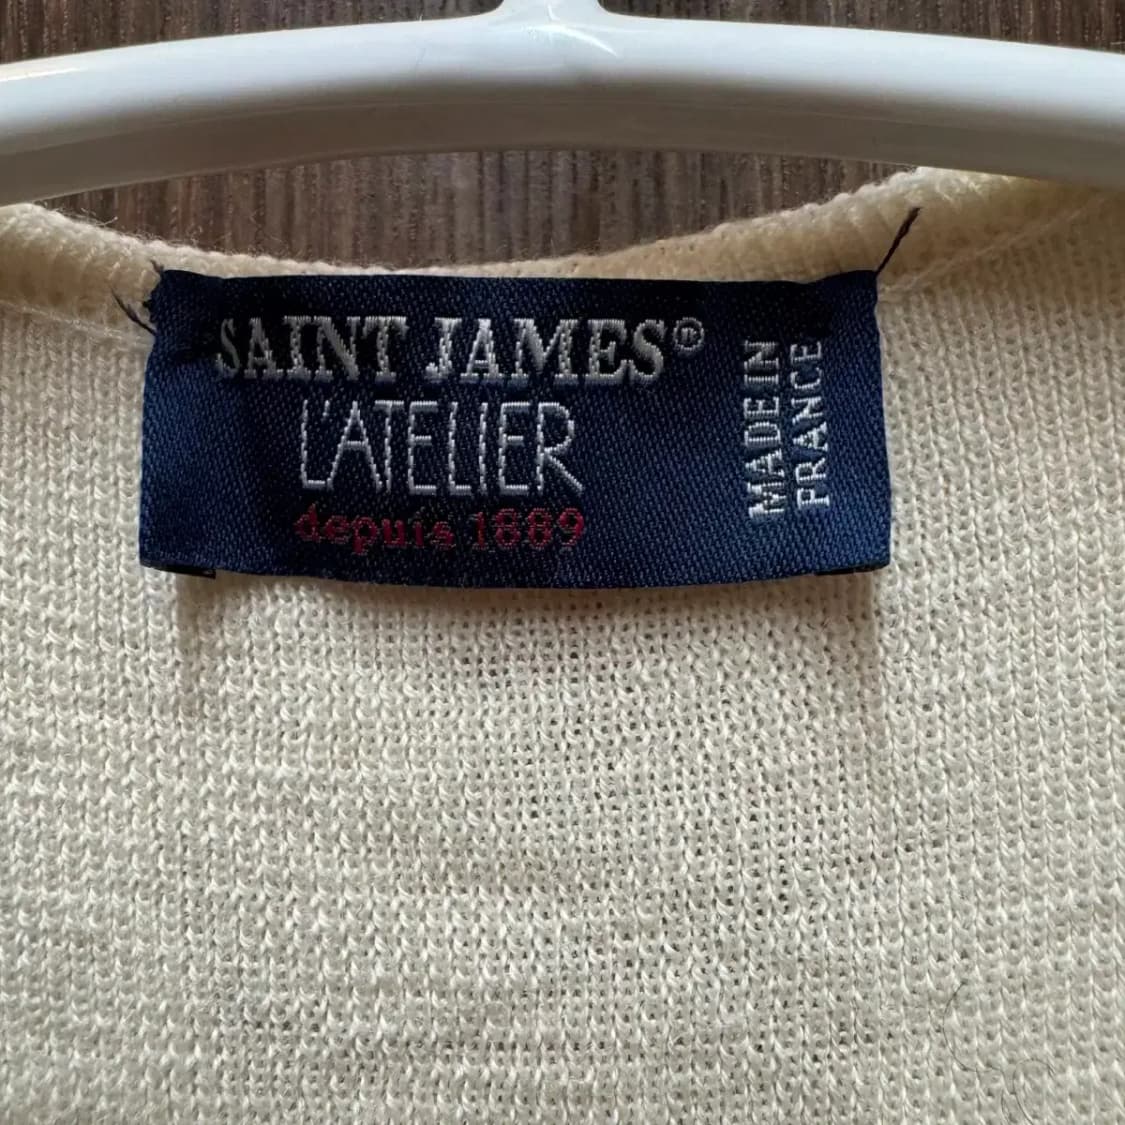 SAINT JAMES®
L'ATELIER
depuis 1889
MADE IN
FRANCE